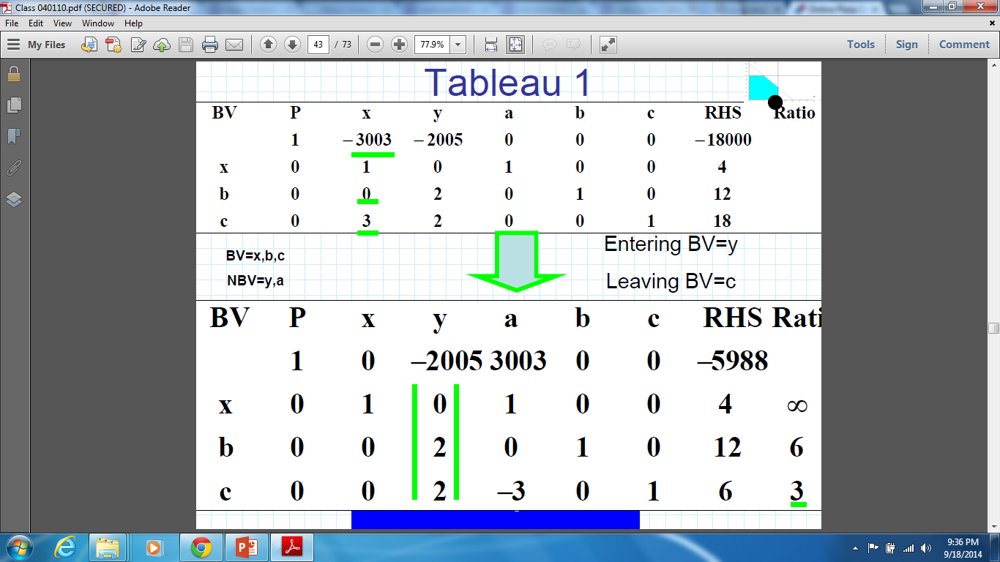 Class 040110.pdf (SECURED) - Adobe Reader
File Edit View Window Help
My Files 43 / 73 77.9% Tools Sign Comment
Tableau 1
BV P x y a b c RHS Ratio
1 −3003 −2005 0 0 0 −18000
x 0 1 0 1 0 0 4
b 0 0 2 0 1 0 12
c 0 3 2 0 0 1 18
BV=x,b,c
NBV=y,a
Entering BV=y
Leaving BV=c
BV P x y a b c RHS Rati
1 0 −2005 3003 0 0 −5988
x 0 1 0 1 0 0 4 ∞
b 0 0 2 0 1 0 12 6
c 0 0 2 −3 0 1 6 3
9:36 PM
9/18/2014